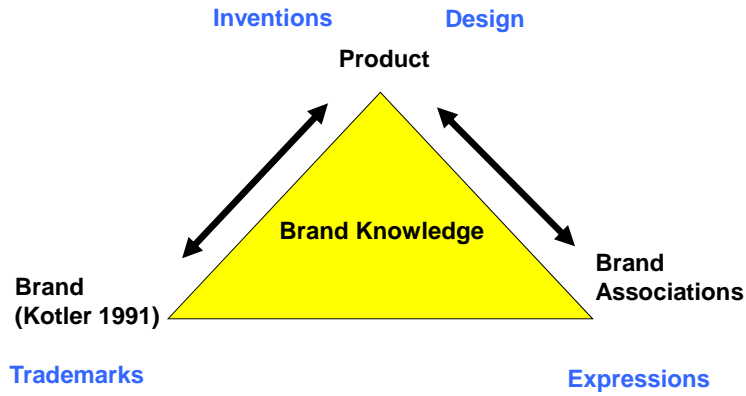 Inventions Design
Product
Brand Knowledge
Brand
(Kotler 1991)
Brand
Associations
Trademarks
Expressions